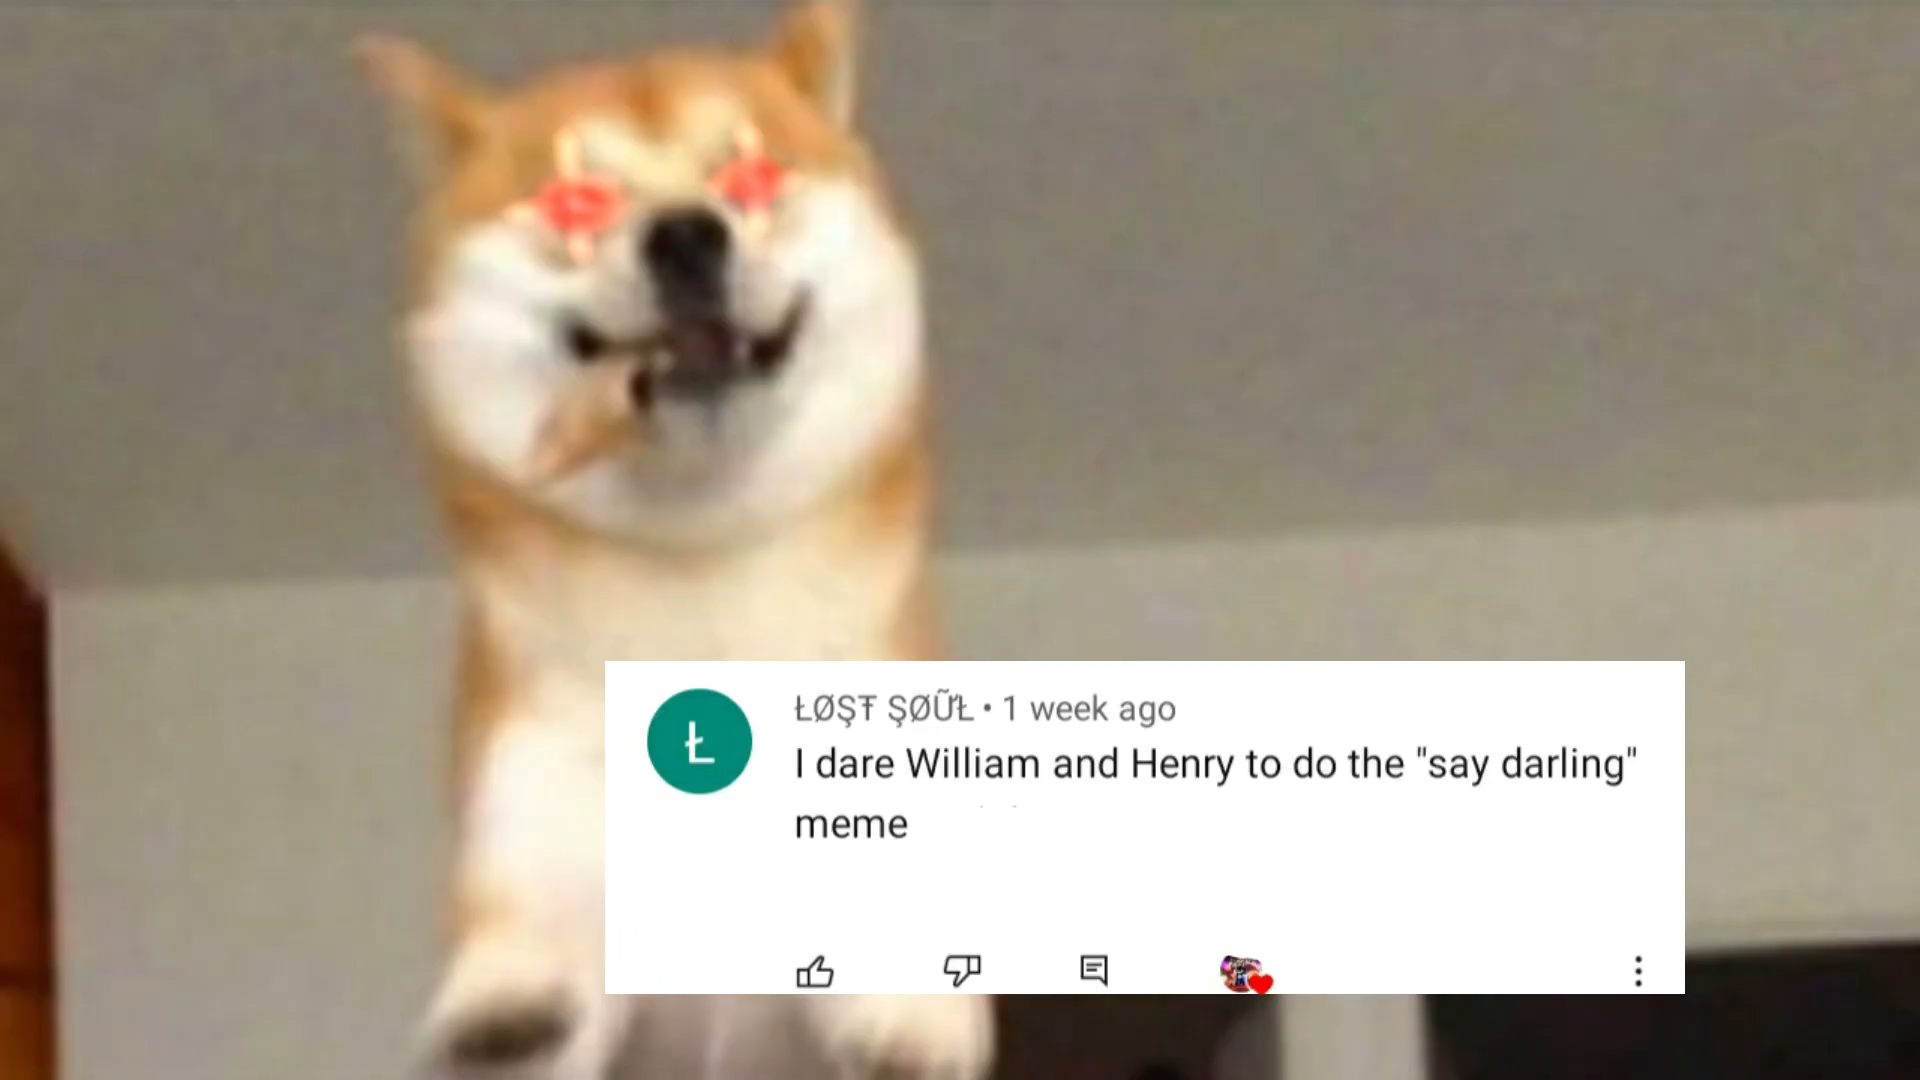 Ł
ŁØŞŦ ŞØŨŁ • 1 week ago
I dare William and Henry to do the "say darling"
meme